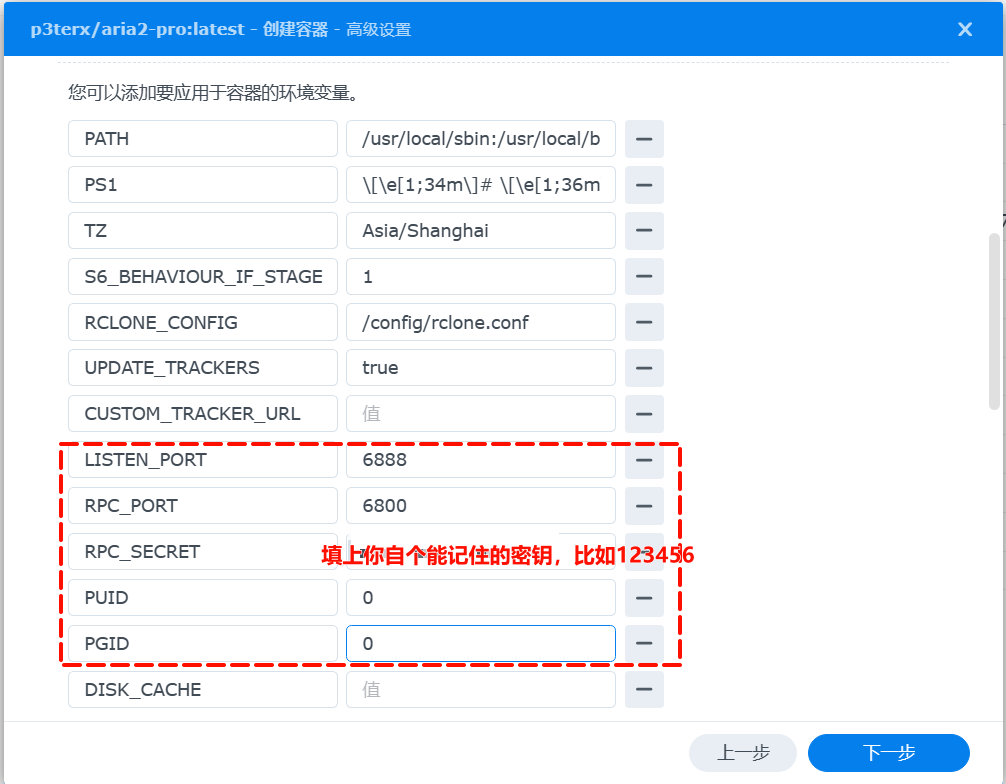 p3terx/aria2-pro:latest - 创建容器 - 高级设置
您可以添加要应用于容器的环境变量。
PATH /usr/local/sbin:/usr/local/b
PS1 \[\e[1;34m\]# \[\e[1;36m
TZ Asia/Shanghai
S6_BEHAVIOUR_IF_STAGE 1
RCLONE_CONFIG /config/rclone.conf
UPDATE_TRACKERS true
CUSTOM_TRACKER_URL 值
LISTEN_PORT 6888
RPC_PORT 6800
RPC_SECRET 填上你自个能记住的密钥，比如123456
PUID 0
PGID 0
DISK_CACHE 值
上一步 下一步